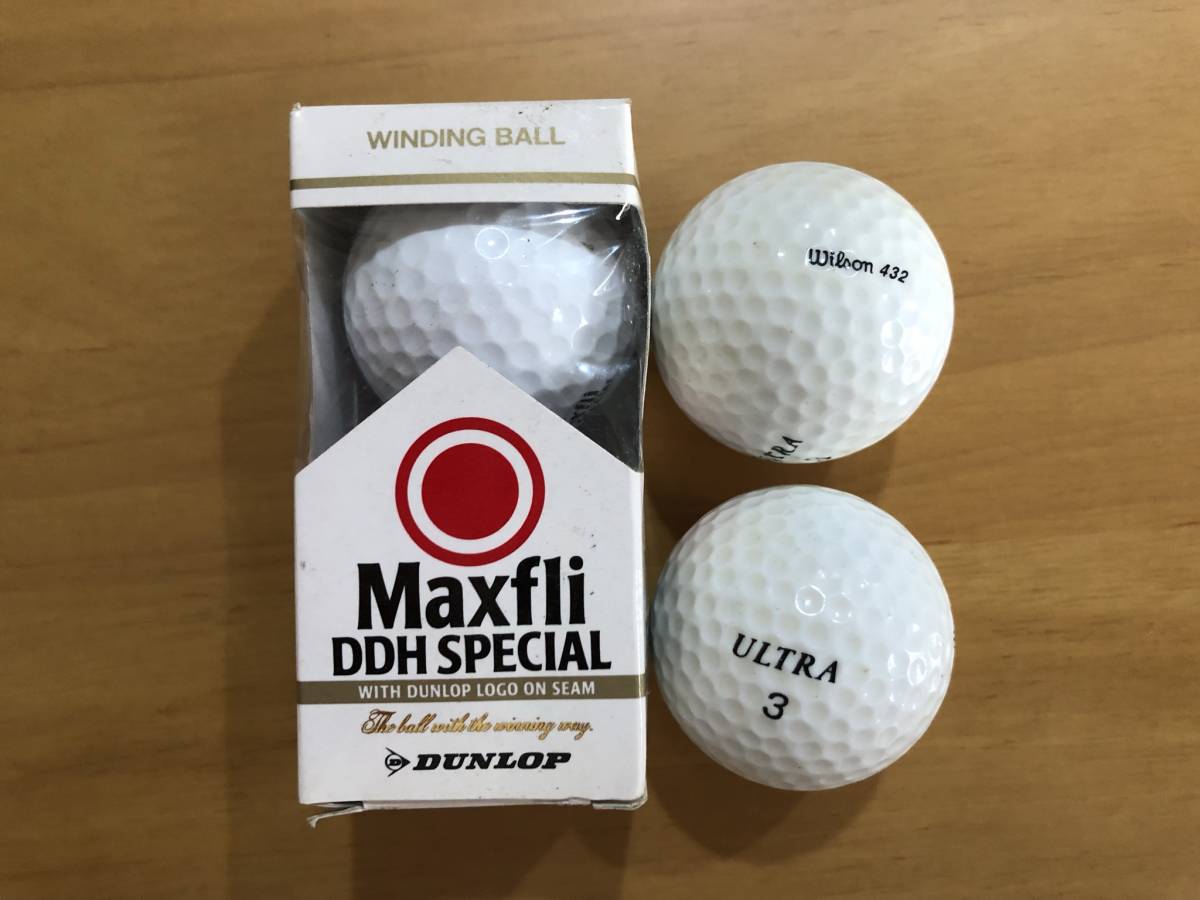 WINDING BALL
Maxfli
DDH SPECIAL
WITH DUNLOP LOGO ON SEAM
The ball with the winning way.
DUNLOP
Wilson 432
ULTRA
3